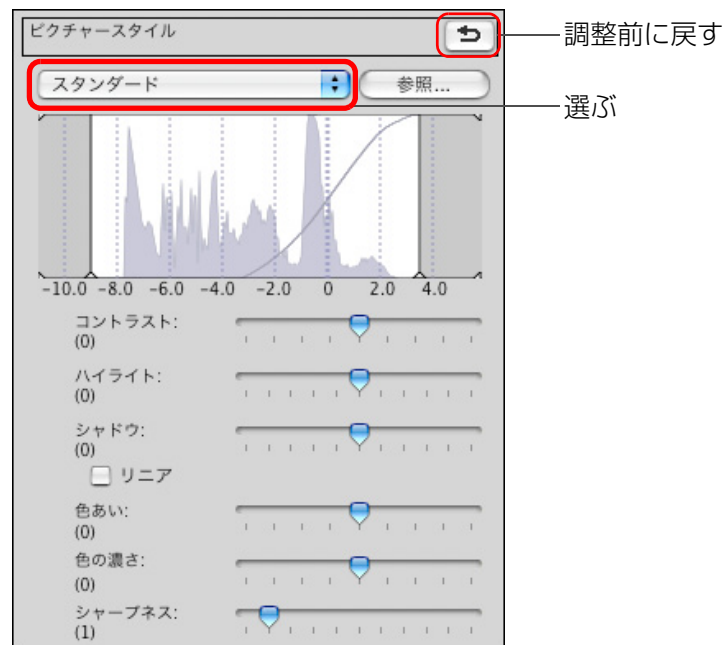 ピクチャースタイル
調整前に戻す
スタンダード
参照...
選ぶ
-10.0 -8.0 -6.0 -4.0 -2.0 0 2.0 4.0
コントラスト:
(0)
ハイライト:
(0)
シャドウ:
(0)
リニア
色あい:
(0)
色の濃さ:
(0)
シャープネス:
(1)